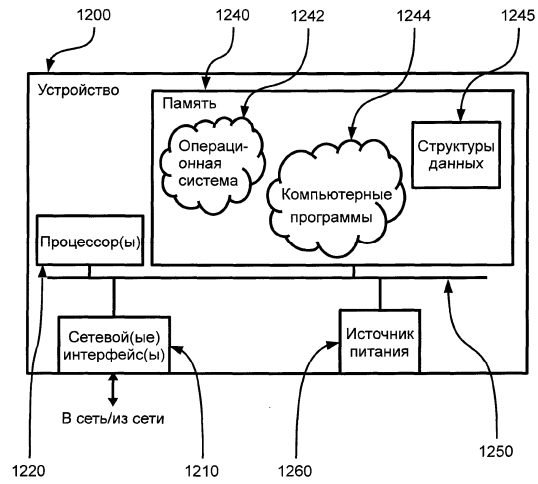 1200
1240
1242
1244
1245
Устройство
Память
Операци-
онная
система
Компьютерные
программы
Структуры
данных
Процессор(ы)
Сетевой(ые)
интерфейс(ы)
Источник
питания
В сеть/из сети
1220
1210
1260
1250